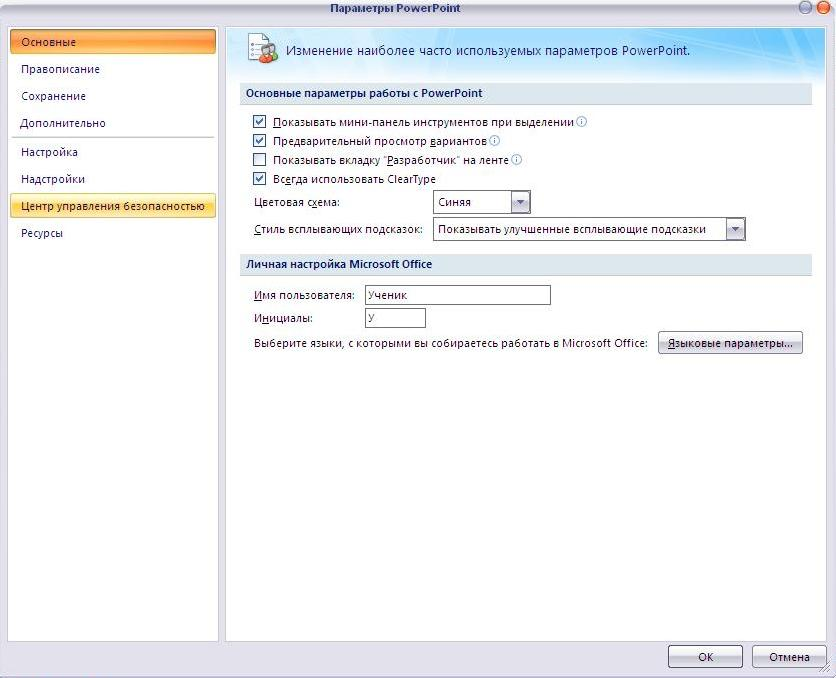 Параметры PowerPoint
Основные
Правописание
Сохранение
Дополнительно
Настройка
Надстройки
Центр управления безопасностью
Ресурсы
Изменение наиболее часто используемых параметров PowerPoint.
Основные параметры работы с PowerPoint
Показывать мини-панель инструментов при выделении
Предварительный просмотр вариантов
Показывать вкладку "Разработчик" на ленте
Всегда использовать ClearType
Цветовая схема: Синяя
Стиль всплывающих подсказок: Показывать улучшенные всплывающие подсказки
Личная настройка Microsoft Office
Имя пользователя: Ученик
Инициалы: У
Выберите языки, с которыми вы собираетесь работать в Microsoft Office: Языковые параметры...
ОК Отмена